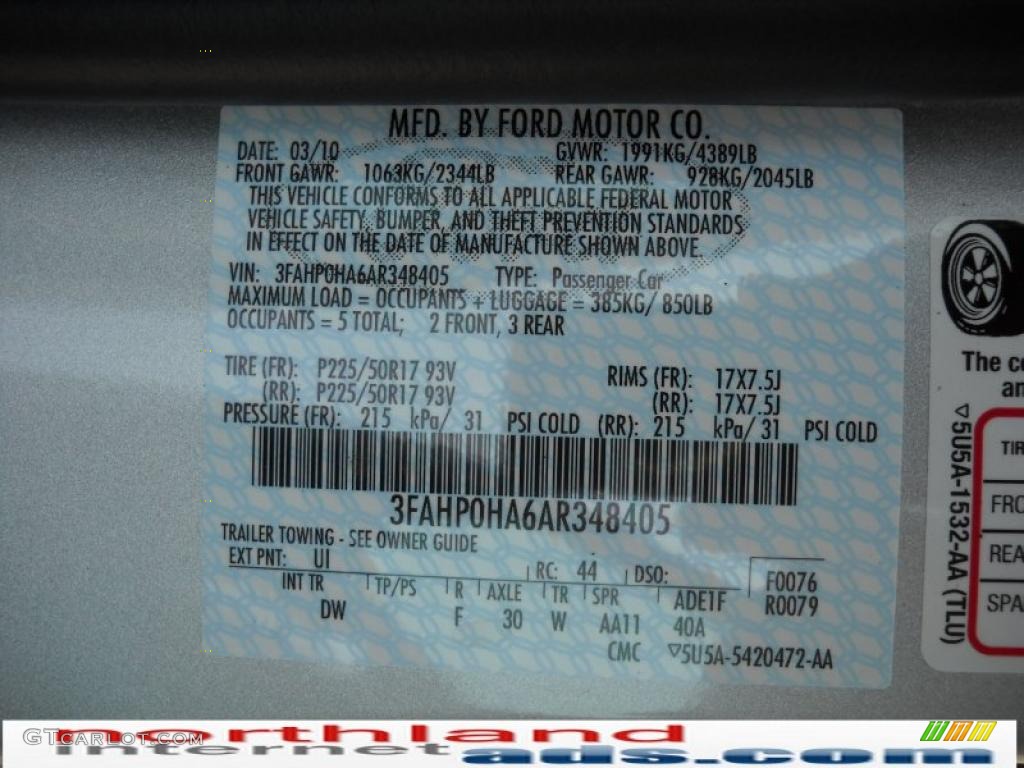 MFD. BY FORD MOTOR CO.
DATE: 03/10 GVWR: 1991KG/4389LB
FRONT GAWR: 1063KG/2344LB REAR GAWR: 928KG/2045LB
THIS VEHICLE CONFORMS TO ALL APPLICABLE FEDERAL MOTOR
VEHICLE SAFETY, BUMPER, AND THEFT PREVENTION STANDARDS
IN EFFECT ON THE DATE OF MANUFACTURE SHOWN ABOVE.
VIN: 3FAHP0HA6AR348405 TYPE: Passenger Car
MAXIMUM LOAD = OCCUPANTS + LUGGAGE = 385KG/ 850LB
OCCUPANTS = 5 TOTAL; 2 FRONT, 3 REAR
TIRE (FR): P225/50R17 93V RIMS (FR): 17X7.5J
(RR): P225/50R17 93V (RR): 17X7.5J
PRESSURE (FR): 215 kPa/ 31 PSI COLD (RR): 215 kPa/ 31 PSI COLD
3FAHP0HA6AR348405
TRAILER TOWING - SEE OWNER GUIDE
EXT PNT: UI RC: 44 DSO: F0076
INT TR TP/PS R AXLE TR SPR ADE1F R0079
DW F 30 W AA11 40A
CMC ▽5U5A-5420472-AA
The co
an
TIR
FRO
REA
SPA
▽5U5A-1532-AA (TLU)
GTcarlot.com
northland
internet ads.com